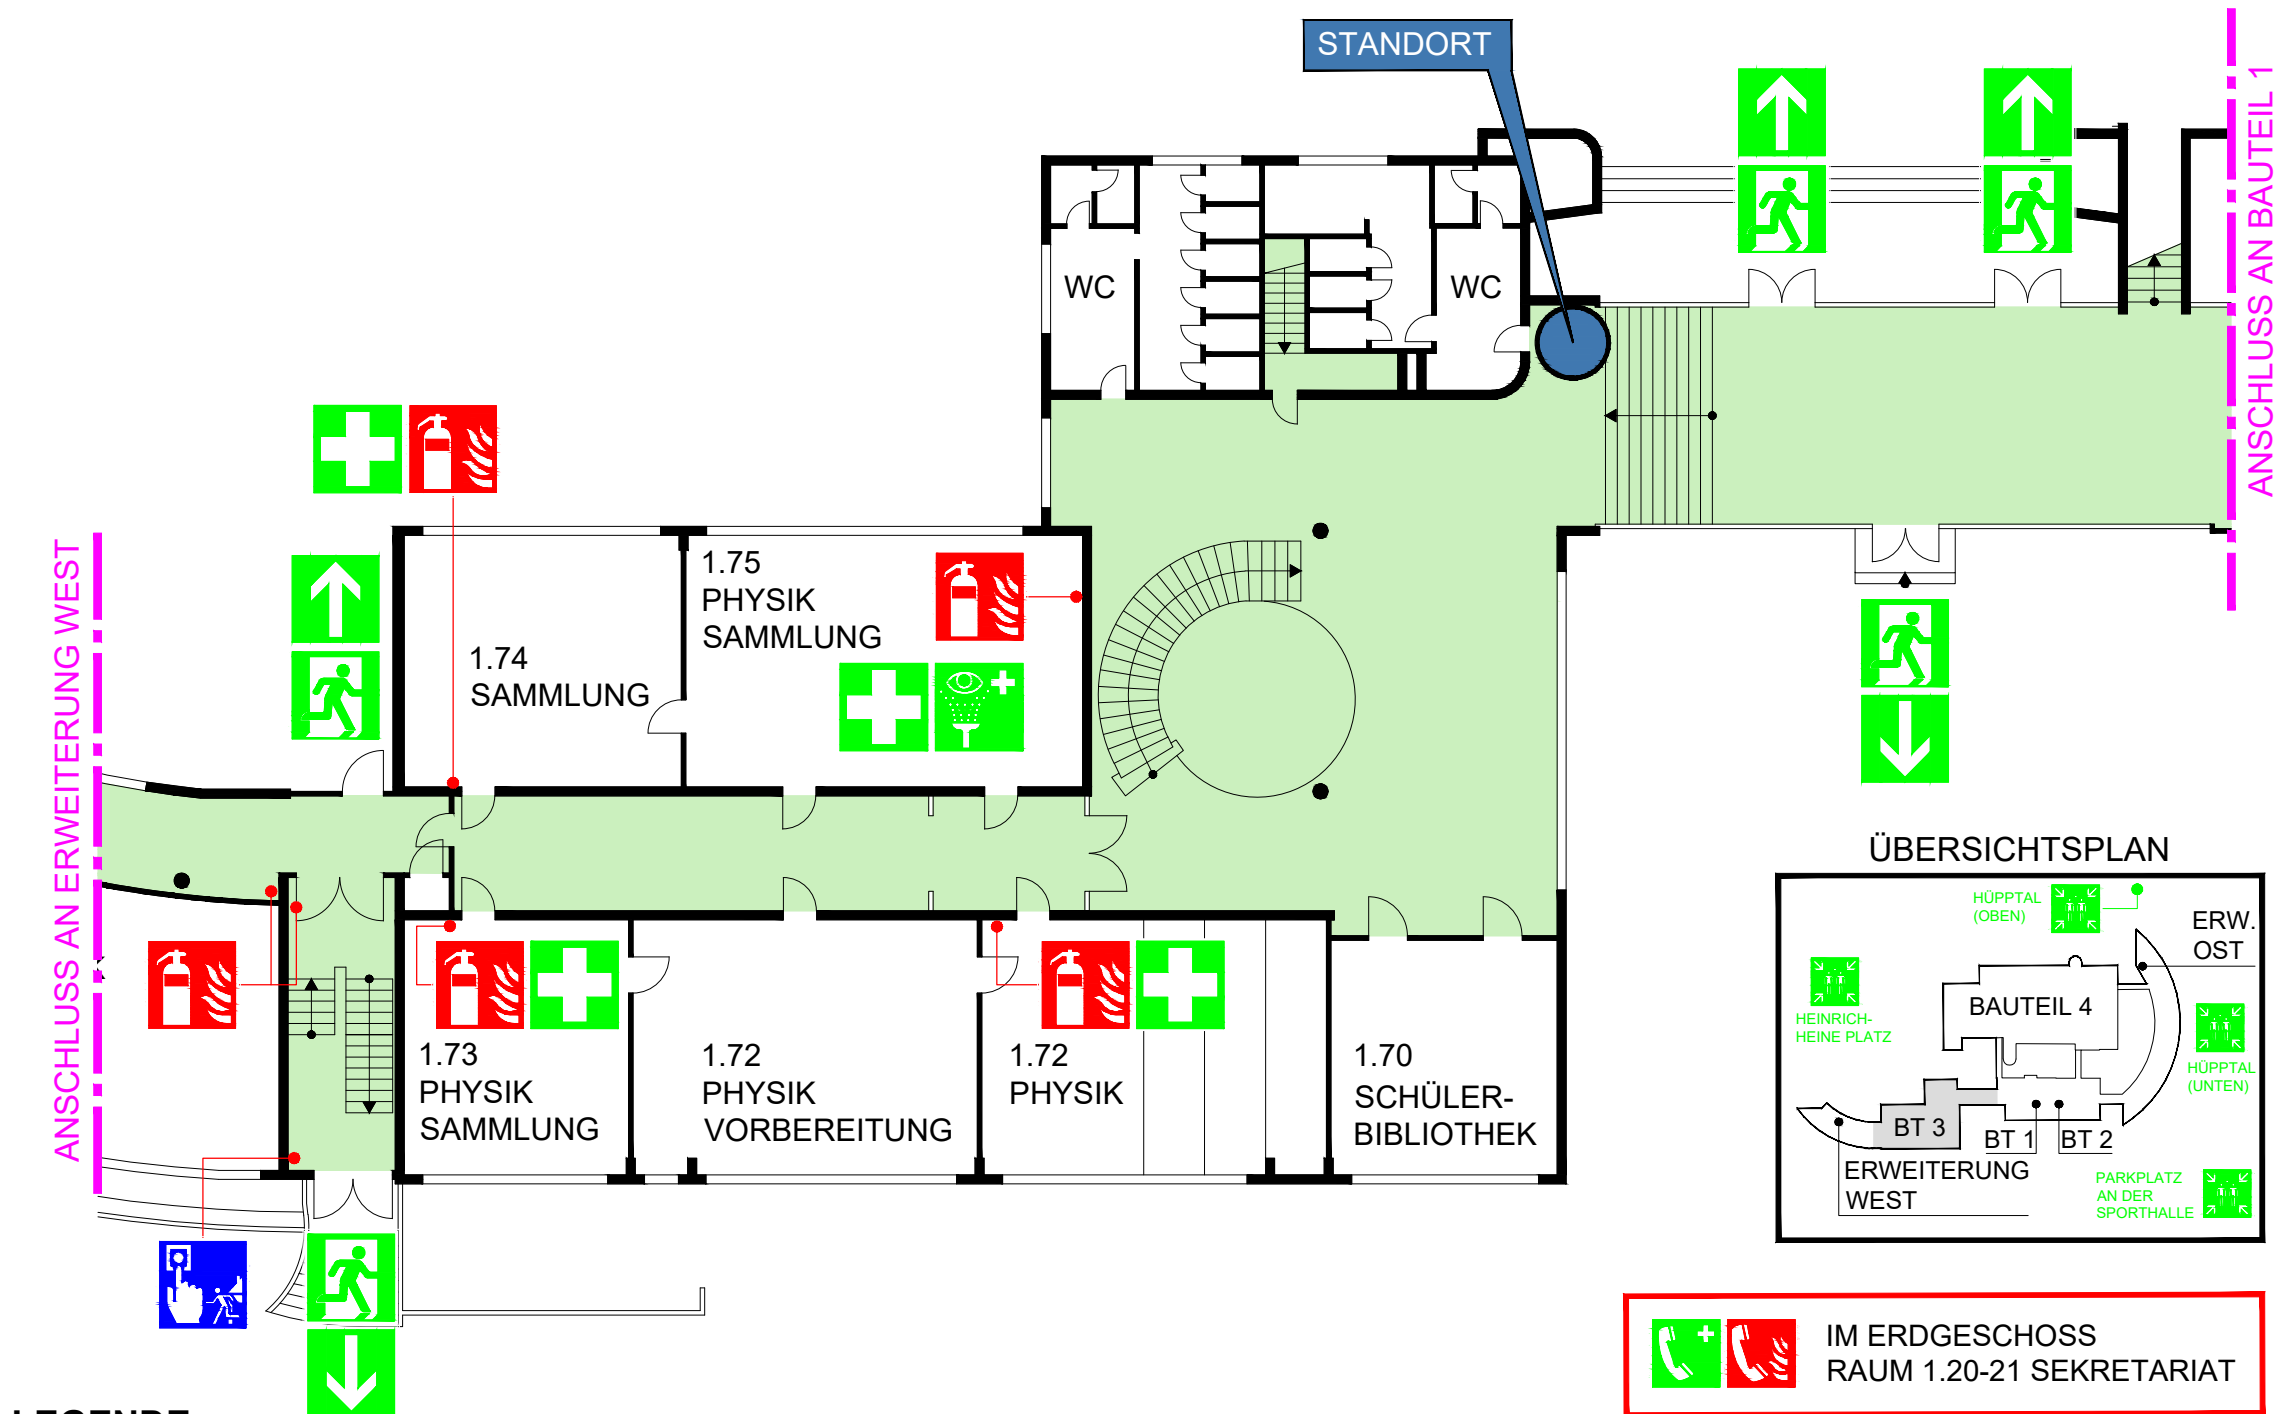 STANDORT
ANSCHLUSS AN BAUTEIL 1
WC
WC
ANSCHLUSS AN ERWEITERUNG WEST
1.75
PHYSIK
SAMMLUNG
1.74
SAMMLUNG
1.73
PHYSIK
SAMMLUNG
1.72
PHYSIK
VORBEREITUNG
1.72
PHYSIK
1.70
SCHÜLER-
BIBLIOTHEK
ÜBERSICHTSPLAN
HÜPPTAL
(OBEN)
ERW.
OST
HEINRICH-
HEINE PLATZ
BAUTEIL 4
HÜPPTAL
(UNTEN)
BT 3
BT 1
BT 2
ERWEITERUNG
WEST
PARKPLATZ
AN DER
SPORTHALLE
IM ERDGESCHOSS
RAUM 1.20-21 SEKRETARIAT
LEGENDE